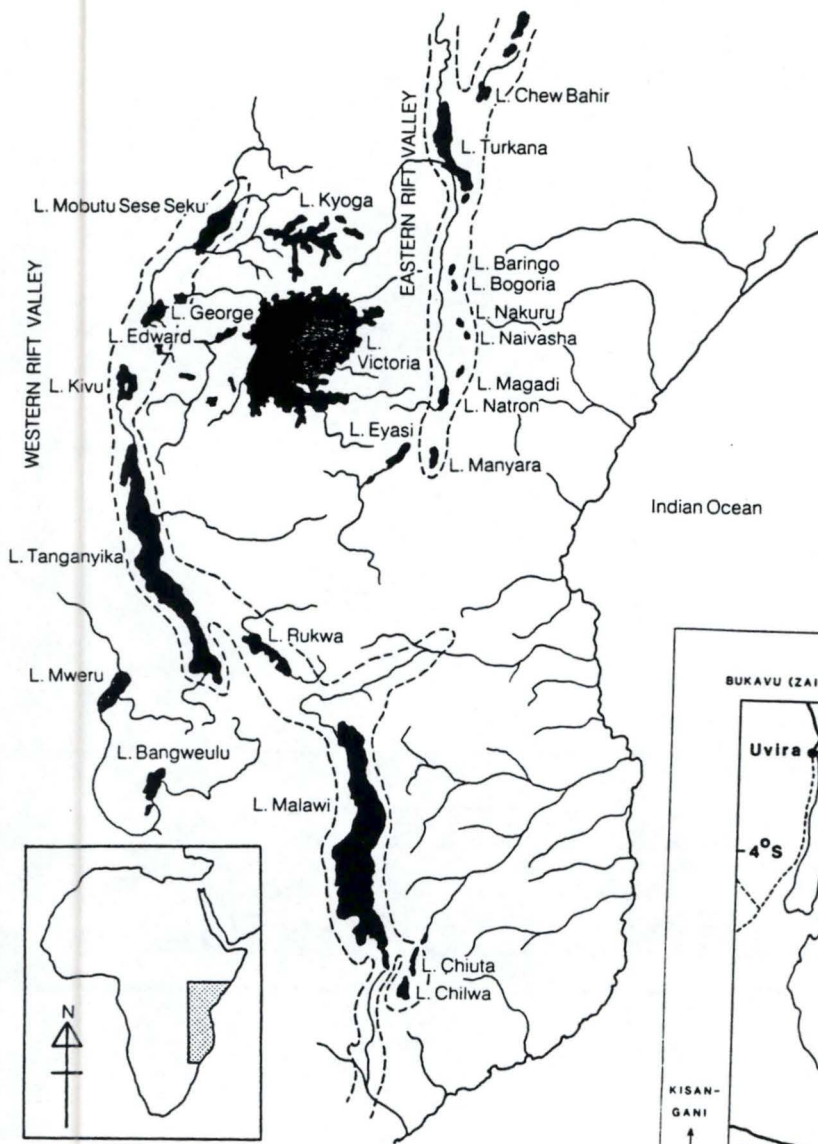 L. Chew Bahir
EASTERN RIFT VALLEY
L. Turkana
L. Mobutu Sese Seku
L. Kyoga
L. Baringo
L. Bogoria
WESTERN RIFT VALLEY
L. George
L. Nakuru
L. Edward
L.
Victoria
L. Naivasha
L. Kivu
L. Magadi
L. Natron
L. Eyasi
L. Manyara
Indian Ocean
L. Tanganyika
L. Rukwa
L. Mweru
L. Bangweulu
L. Malawi
L. Chiuta
L. Chilwa
N
BUKAVU (ZAI
Uvira
4°S
KISAN-
GANI